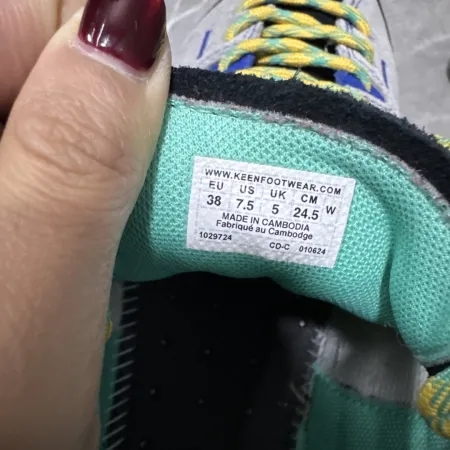 WWW.KEENFOOTWEAR.COM
EU US UK CM
38 7.5 5 24.5 W
MADE IN CAMBODIA
Fabriqué au Cambodge
1029724 CD-C 010624